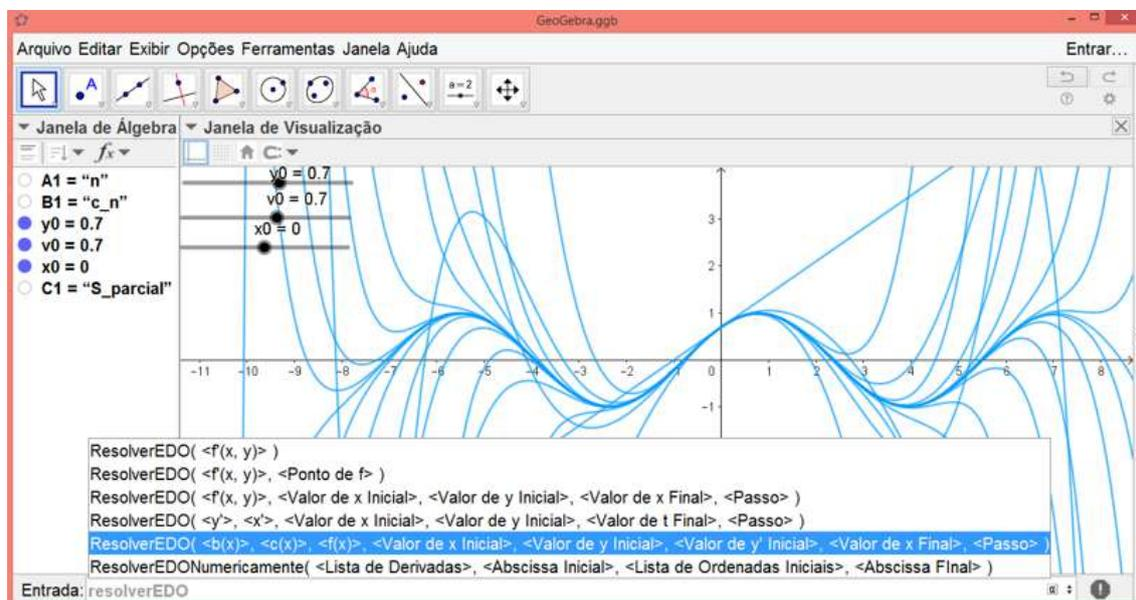 GeoGebra.ggb
Arquivo Editar Exibir Opções Ferramentas Janela Ajuda
Entrar...
A
a=2
Janela de Álgebra
Janela de Visualização
fx
A1 = “n”
B1 = “c_n”
y0 = 0.7
v0 = 0.7
x0 = 0
C1 = “S_parcial”
y0 = 0.7
v0 = 0.7
x0 = 0
3
2
1
-11 -10 -9 -8 -7 -6 -5 -4 -3 -2 -1 0 1 2 3 4 5 6 7 8
-1
ResolverEDO( <f'(x, y)> )
ResolverEDO( <f'(x, y)>, <Ponto de f> )
ResolverEDO( <f'(x, y)>, <Valor de x Inicial>, <Valor de y Inicial>, <Valor de x Final>, <Passo> )
ResolverEDO( <y'>, <x'>, <Valor de x Inicial>, <Valor de y Inicial>, <Valor de t Final>, <Passo> )
ResolverEDO( <b(x)>, <c(x)>, <f(x)>, <Valor de x Inicial>, <Valor de y Inicial>, <Valor de y' Inicial>, <Valor de x Final>, <Passo> )
ResolverEDONumericamente( <Lista de Derivadas>, <Abscissa Inicial>, <Lista de Ordenadas Iniciais>, <Abscissa FInal> )
Entrada: resolverEDO
α